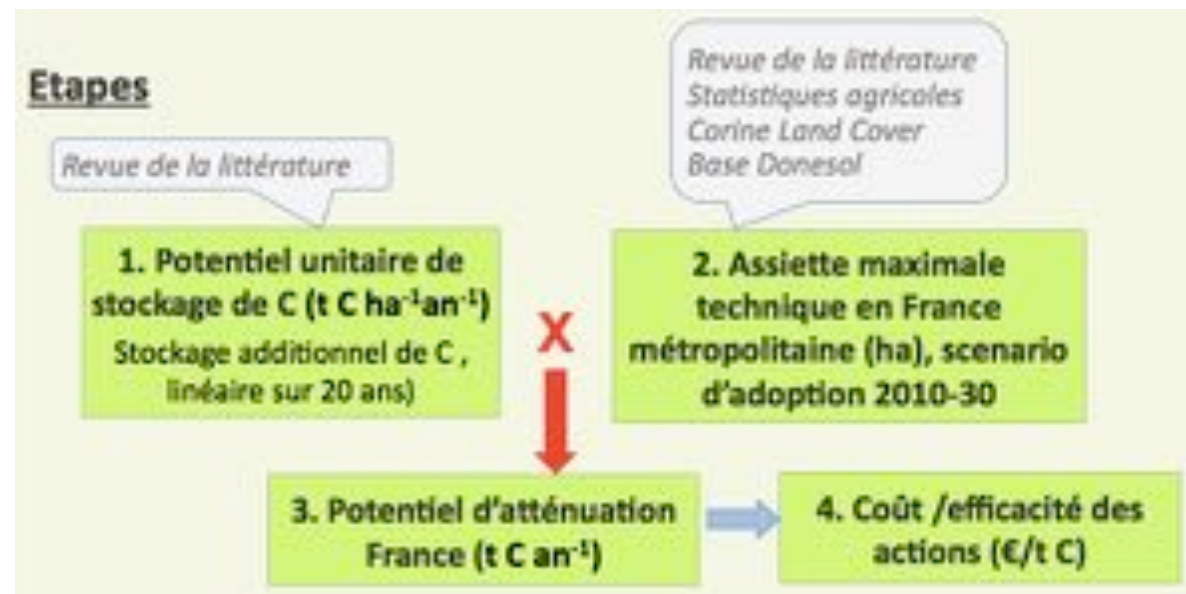 Etapes
Revue de la littérature
Revue de la littérature
Statistiques agricoles
Corine Land Cover
Base Donesol
1. Potentiel unitaire de
stockage de C (t C ha⁻¹an⁻¹)
Stockage additionnel de C ,
linéaire sur 20 ans)
X
2. Assiette maximale
technique en France
métropolitaine (ha), scenario
d'adoption 2010-30
3. Potentiel d'atténuation
France (t C an⁻¹)
4. Coût /efficacité des
actions (€/t C)